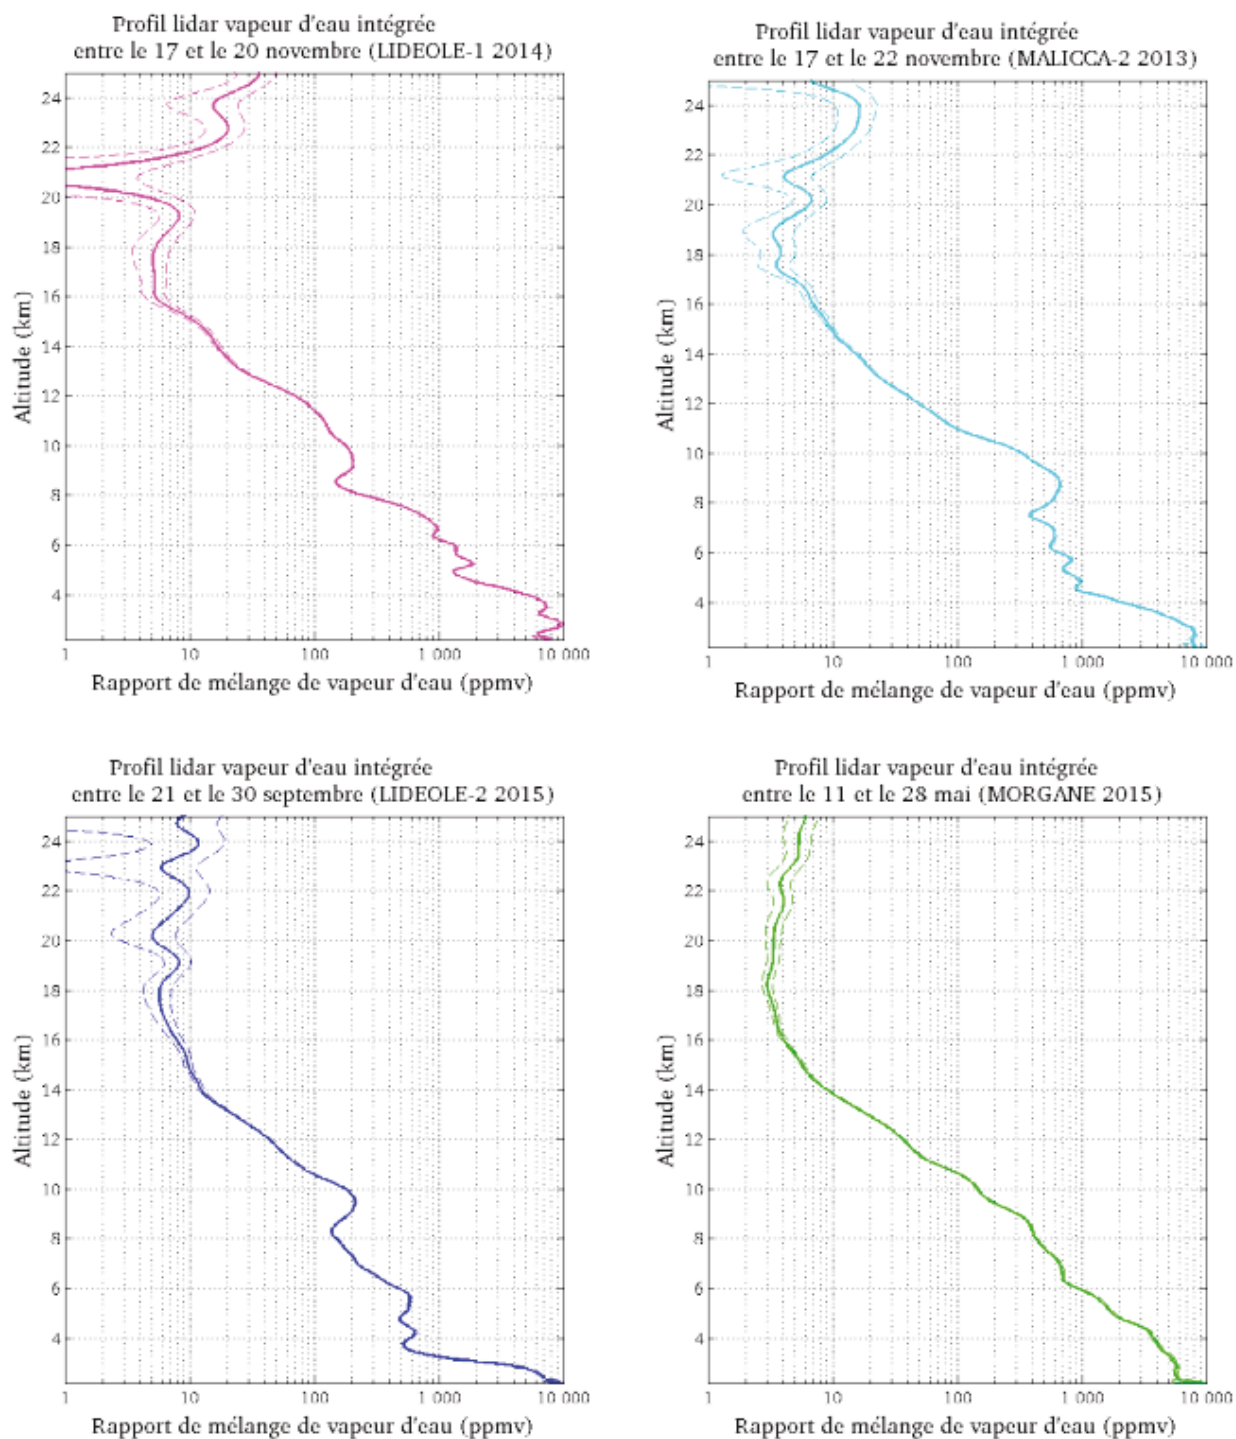 Profil lidar vapeur d'eau intégrée
entre le 17 et le 20 novembre (LIDEOLE-1 2014)
24
22
20
18
16
14
12
10
8
6
4
Altitude (km)
1 10 100 1 000 10 000
Rapport de mélange de vapeur d'eau (ppmv)
Profil lidar vapeur d'eau intégrée
entre le 17 et le 22 novembre (MALICCA-2 2013)
24
22
20
18
16
14
12
10
8
6
4
Altitude (km)
1 10 100 1 000 10 000
Rapport de mélange de vapeur d'eau (ppmv)
Profil lidar vapeur d'eau intégrée
entre le 21 et le 30 septembre (LIDEOLE-2 2015)
24
22
20
18
16
14
12
10
8
6
4
Altitude (km)
1 10 100 1 000 10 000
Rapport de mélange de vapeur d'eau (ppmv)
Profil lidar vapeur d'eau intégrée
entre le 11 et le 28 mai (MORGANE 2015)
24
22
20
18
16
14
12
10
8
6
4
Altitude (km)
1 10 100 1 000 10 000
Rapport de mélange de vapeur d'eau (ppmv)